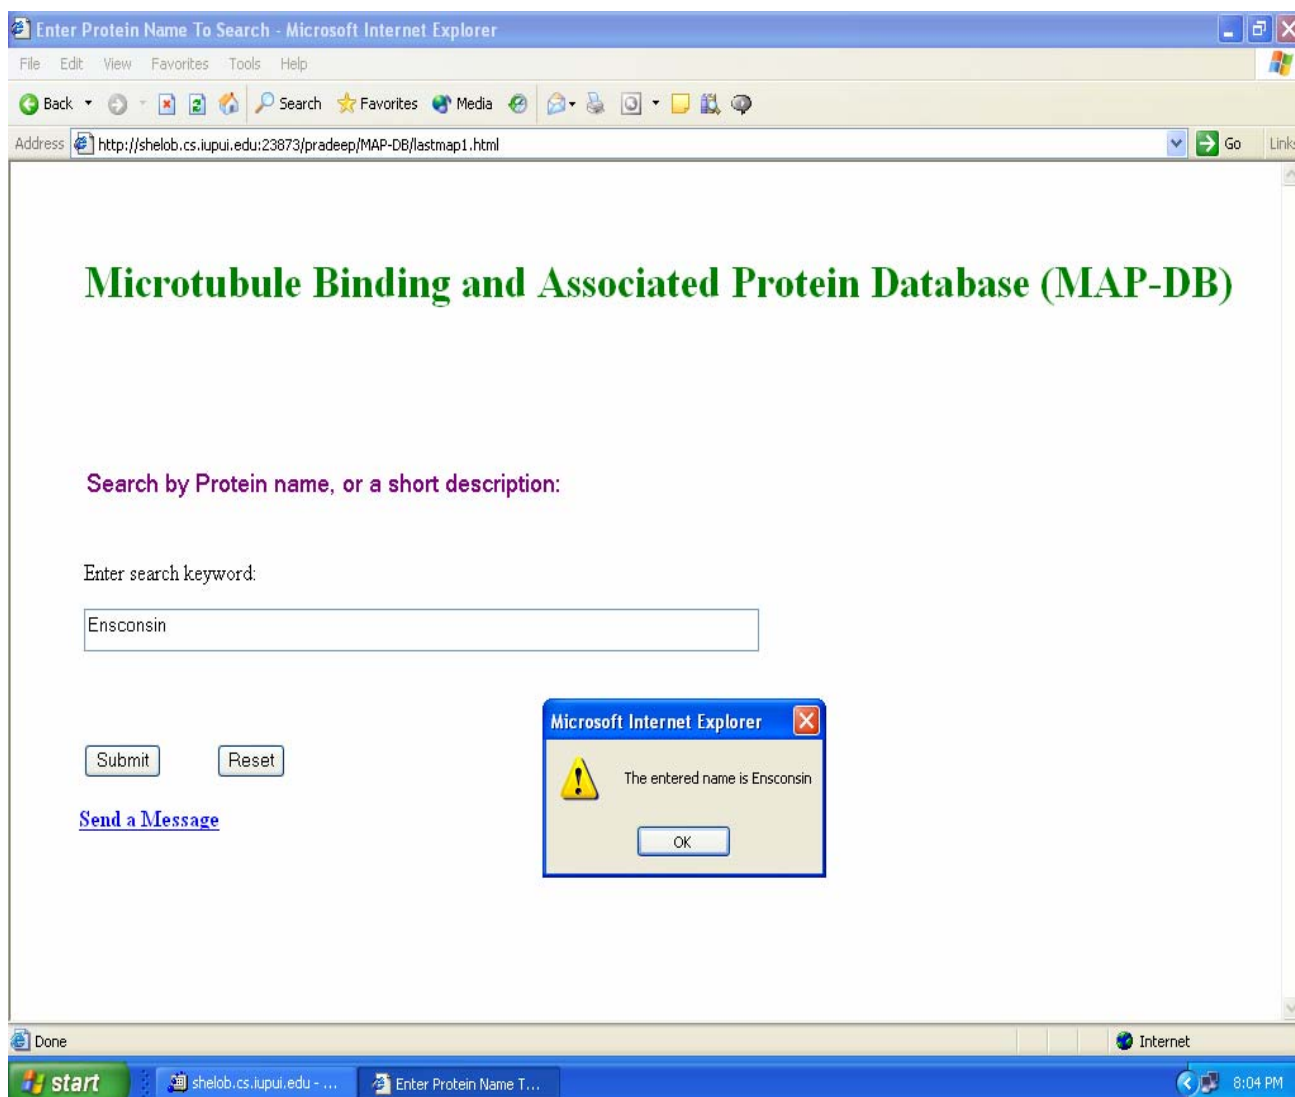 Enter Protein Name To Search - Microsoft Internet Explorer
File Edit View Favorites Tools Help
Back Search Favorites Media
Address http://shelob.cs.iupui.edu:23873/pradeep/MAP-DB/lastmap1.html Go Links
Microtubule Binding and Associated Protein Database (MAP-DB)
Search by Protein name, or a short description:
Enter search keyword:
Ensconsin
Microsoft Internet Explorer
The entered name is Ensconsin
OK
Submit Reset
Send a Message
Done Internet
start shelob.cs.iupui.edu - ... Enter Protein Name T... 8:04 PM